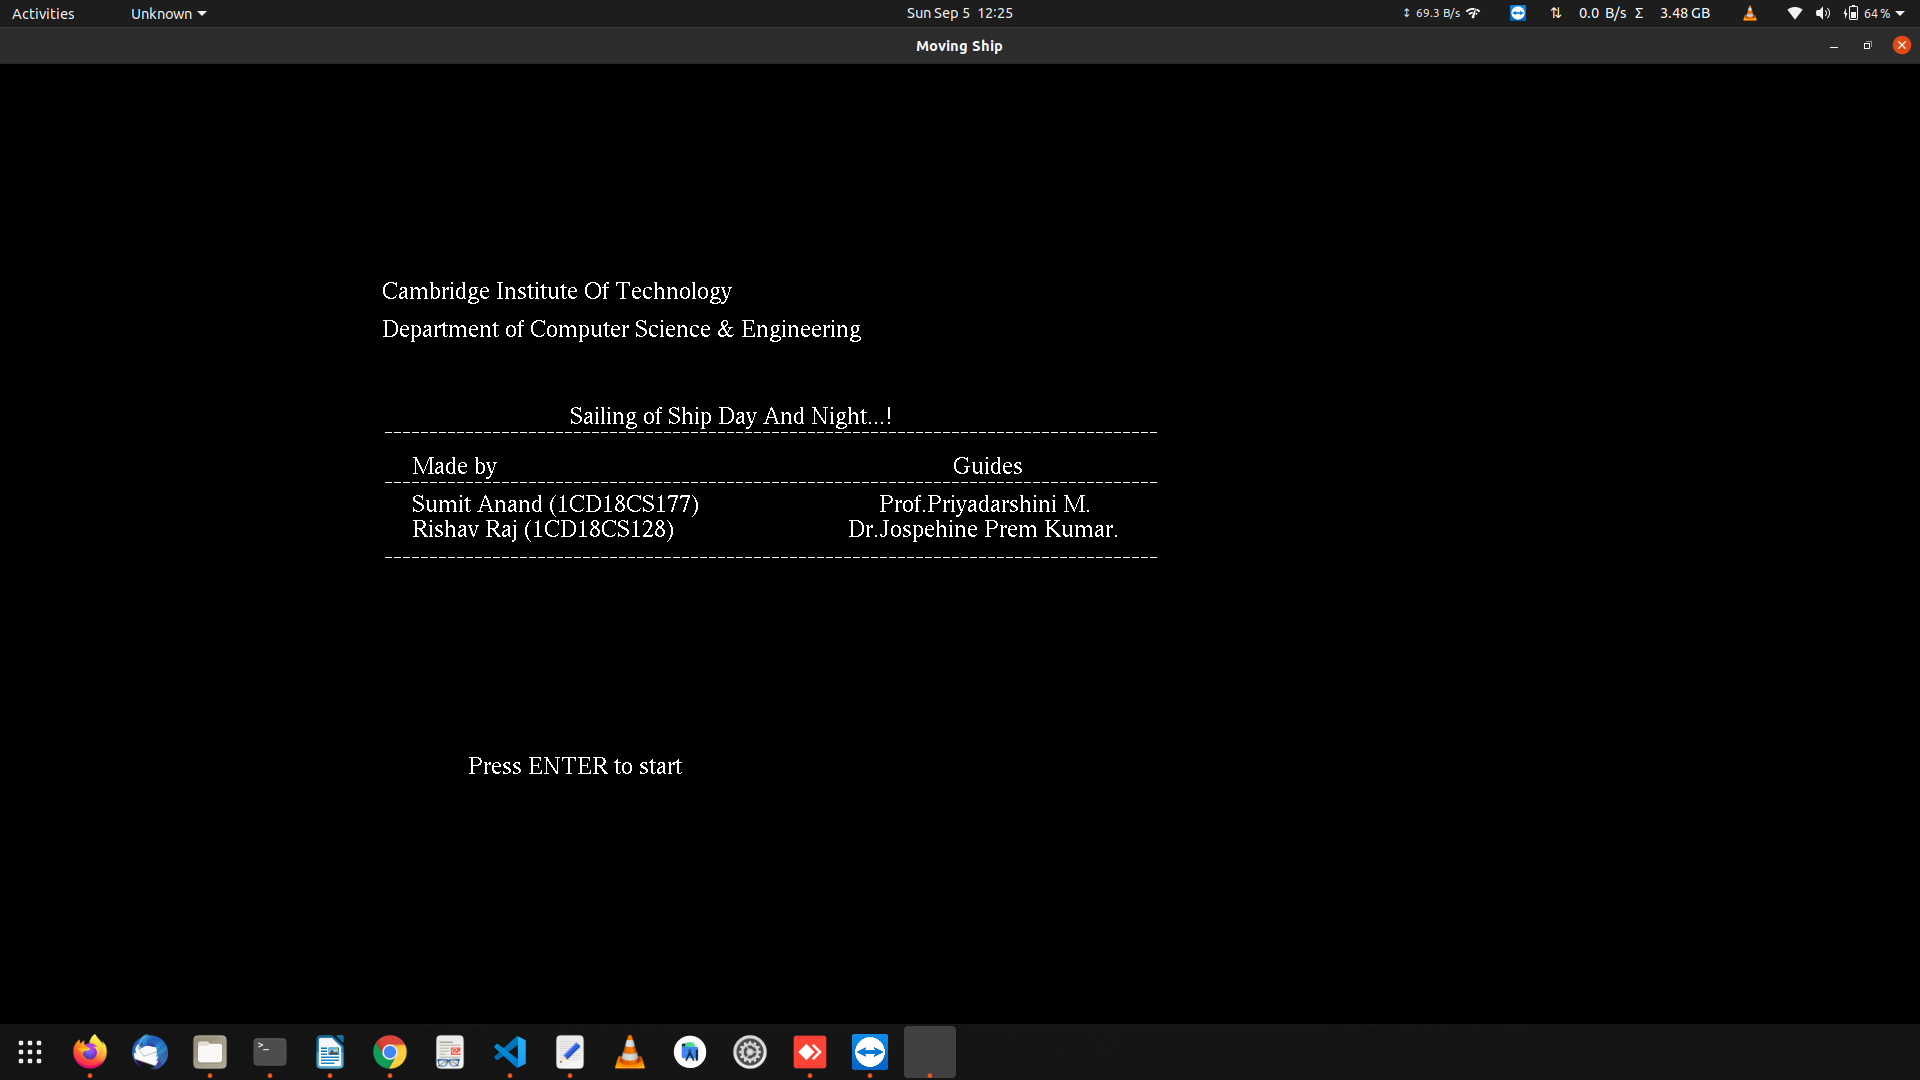 Activities Unknown Sun Sep 5 12:25 69.3 B/s 0.0 B/s Σ 3.48 GB 64 %
Moving Ship
Cambridge Institute Of Technology
Department of Computer Science & Engineering
Sailing of Ship Day And Night...!
Made by Guides
Sumit Anand (1CD18CS177) Prof.Priyadarshini M.
Rishav Raj (1CD18CS128) Dr.Jospehine Prem Kumar.
Press ENTER to start